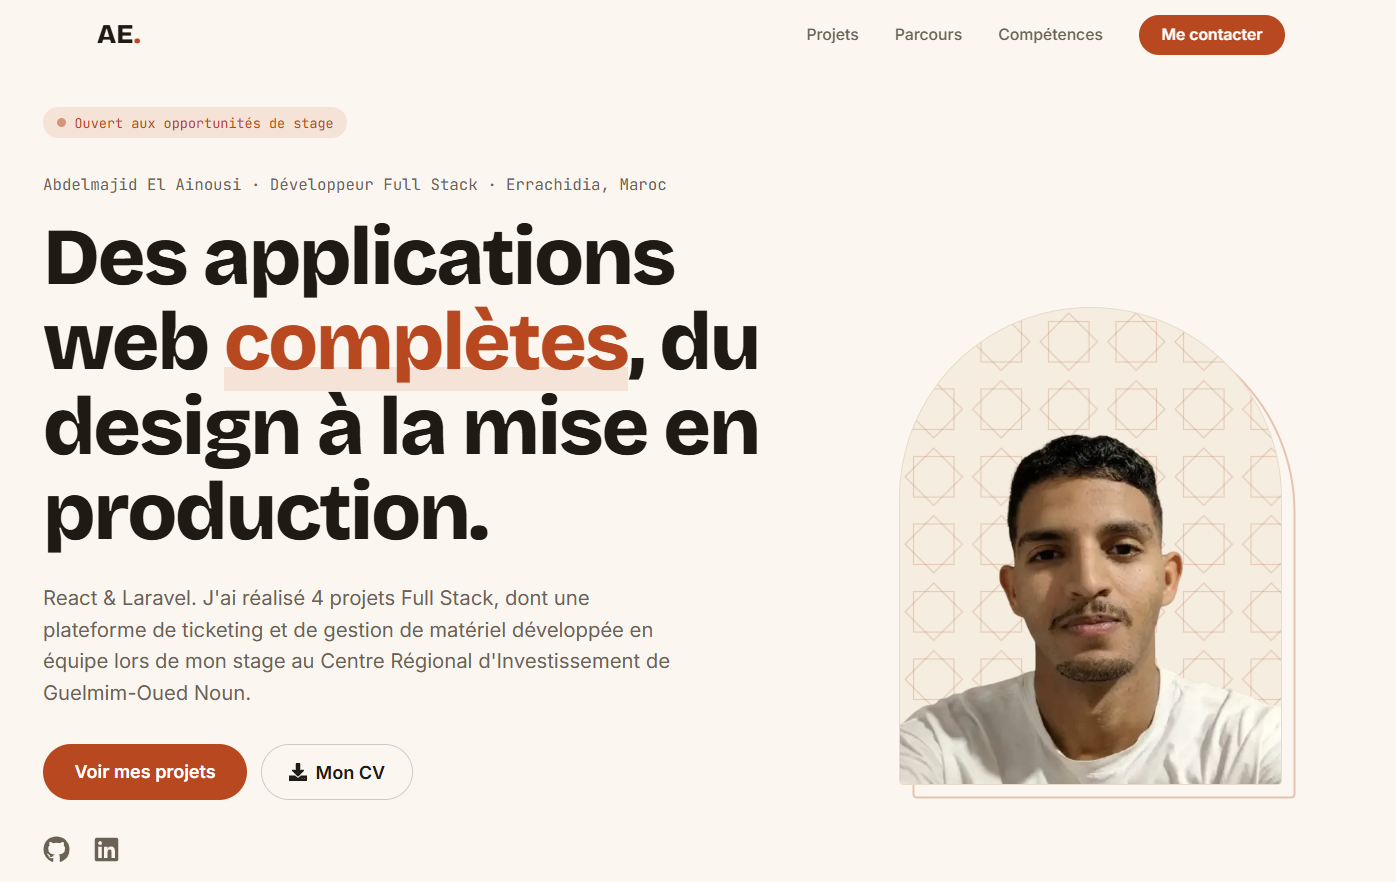 AE.
Projets
Parcours
Compétences
Me contacter
Ouvert aux opportunités de stage
Abdelmajid El Ainousi · Développeur Full Stack · Errachidia, Maroc
Des applications
web complètes, du
design à la mise en
production.
React & Laravel. J'ai réalisé 4 projets Full Stack, dont une
plateforme de ticketing et de gestion de matériel développée en
équipe lors de mon stage au Centre Régional d'Investissement de
Guelmim-Oued Noun.
Voir mes projets
Mon CV
in